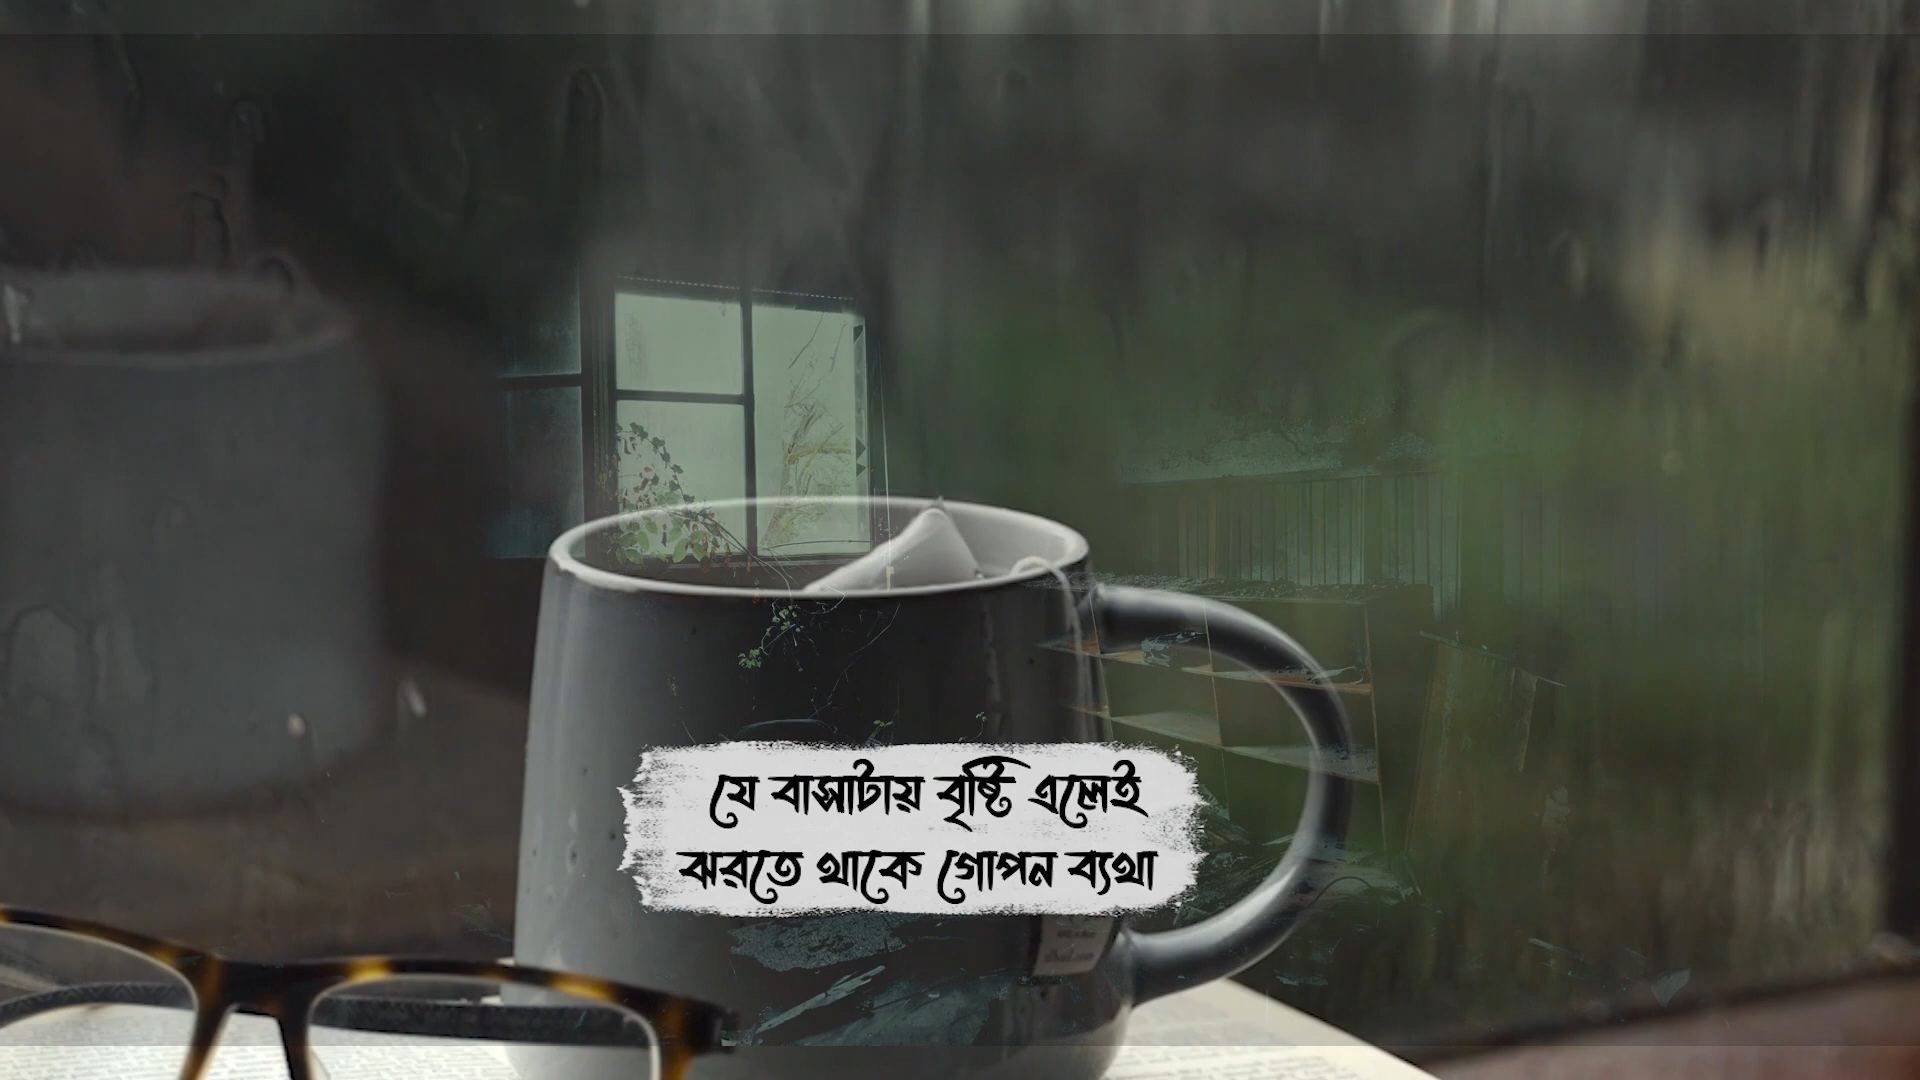 যে বাসাটায় বৃষ্টি এলেই
ঝরতে থাকে গোপন ব্যথা